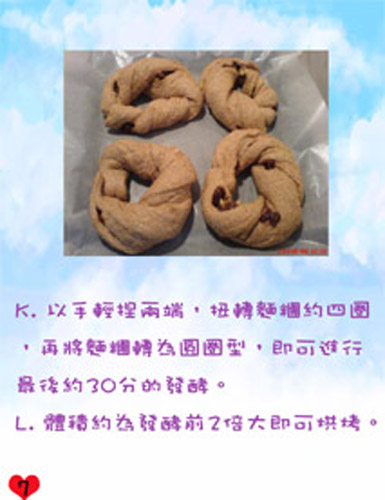 K. 以手輕捏兩端，扭轉麵糰約四圈
，再將麵糰轉為圓圈型，即可進行
最後約30分的發酵。
L. 體積約為發酵前2倍大即可烘烤。
7